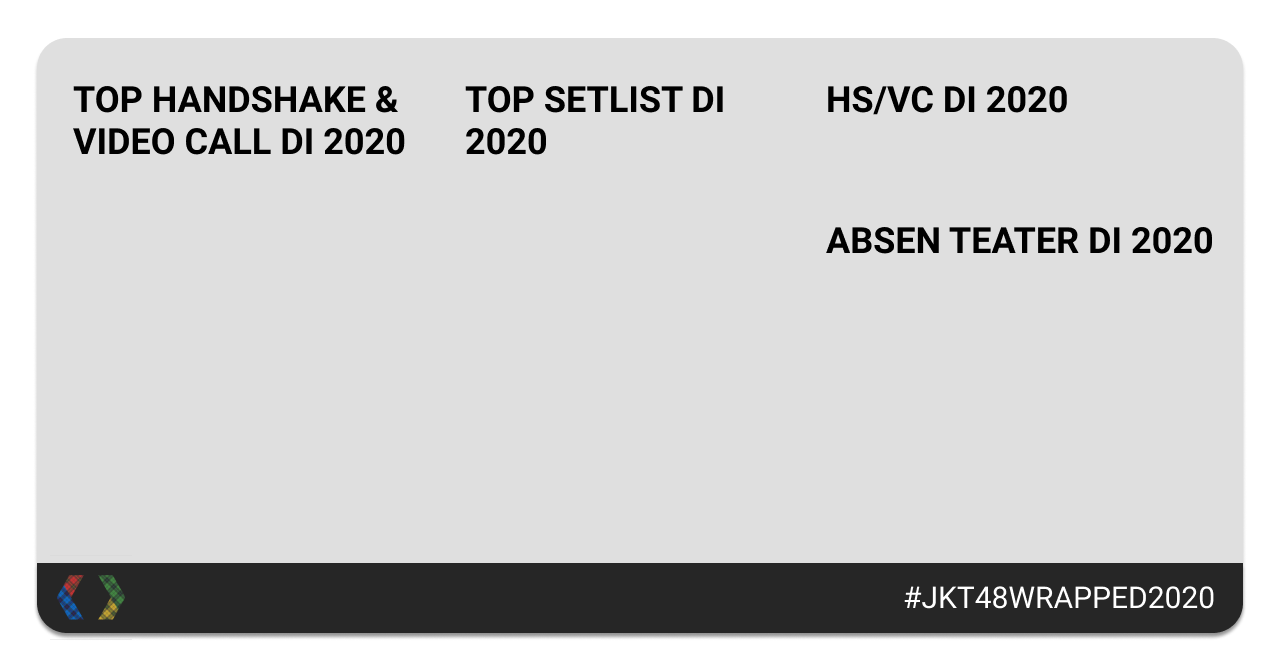 TOP HANDSHAKE &
VIDEO CALL DI 2020
TOP SETLIST DI
2020
HS/VC DI 2020
ABSEN TEATER DI 2020
#JKT48WRAPPED2020